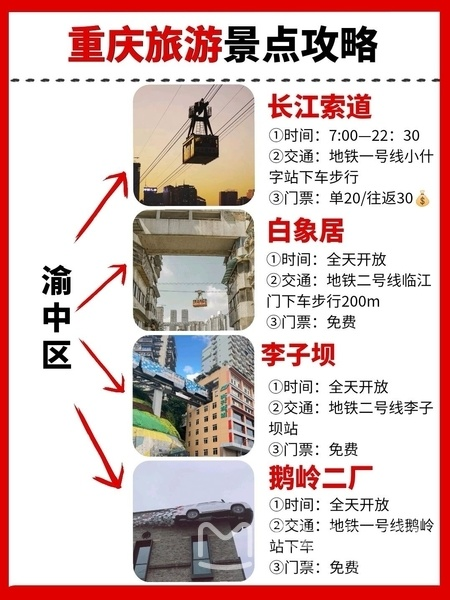 重庆旅游景点攻略
渝中区
长江索道
①时间：7:00—22：30
②交通：地铁一号线小什
字站下车步行
③门票：单20/往返30💰
白象居
①时间：全天开放
②交通：地铁二号线临江
门下车步行200m
③门票：免费
李子坝
①时间：全天开放
②交通：地铁二号线李子
坝站
③门票：免费
鹅岭二厂
①时间：全天开放
②交通：地铁一号线鹅岭
站下车
③门票：免费